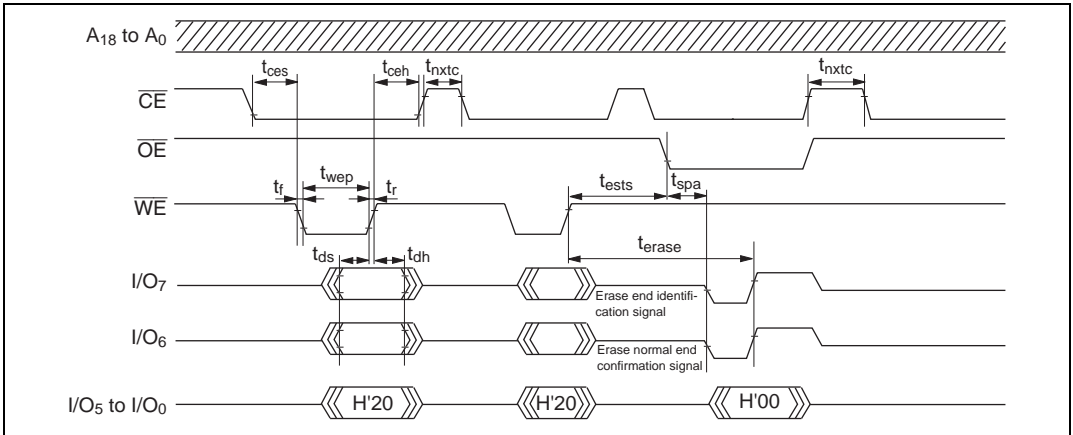 A18 to A0
tces
tceh
tnxtc
tnxtc
CE
OE
twep
tests
tspa
tf
tr
WE
tds
tdh
terase
I/O7
Erase end identifi-
cation signal
I/O6
Erase normal end
confirmation signal
I/O5 to I/O0
H'20
H'20
H'00